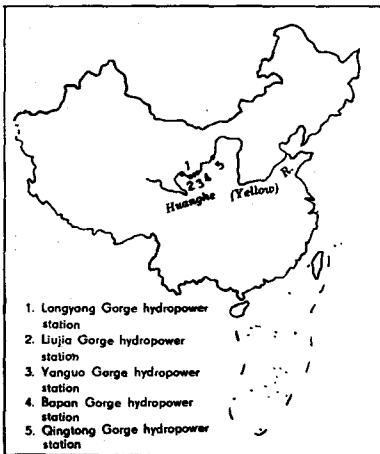 1
2 3 4
5
Huanghe (Yellow) R.
1. Longyang Gorge hydropower
station
2. Liujia Gorge hydropower
station
3. Yanguo Gorge hydropower
station
4. Bapan Gorge hydropower
station
5. Qingtong Gorge hydropower
station